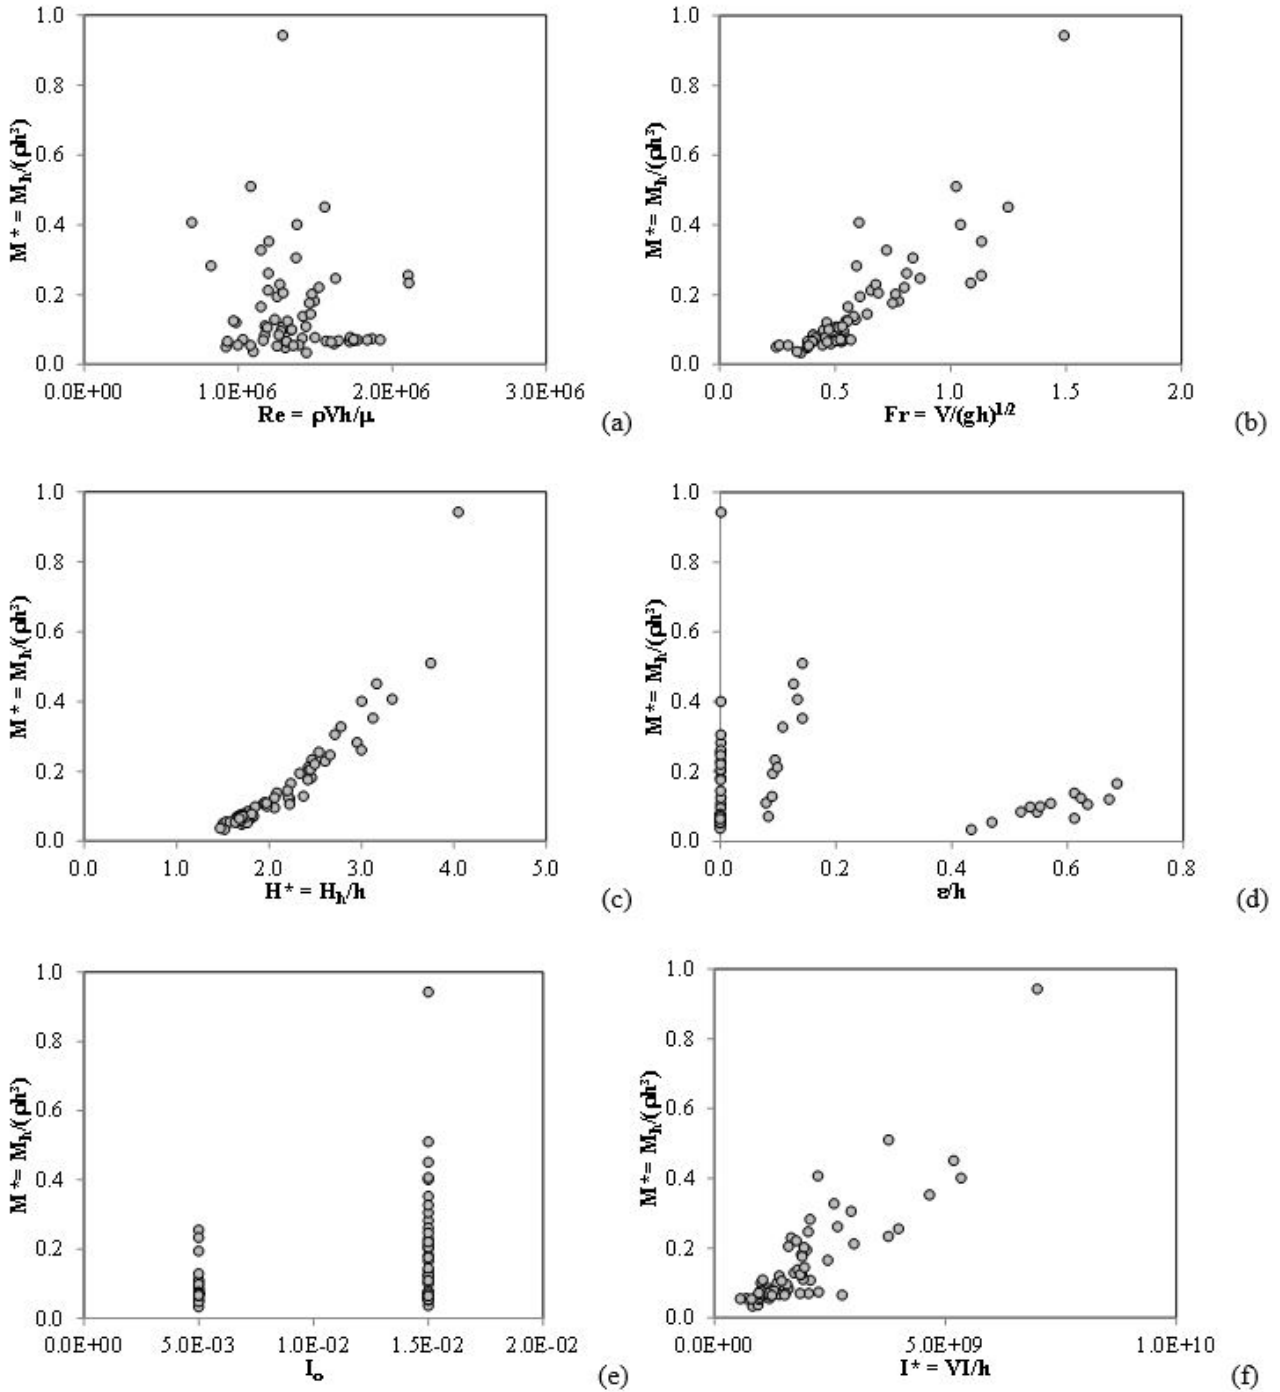 1.0
0.8
0.6
0.4
0.2
0.0
M* = M_h/(ρh³)
0.0E+00 1.0E+06 2.0E+06 3.0E+06
Re = ρVh/μ
(a)
1.0
0.8
0.6
0.4
0.2
0.0
M*= M_h/(ρh³)
0.0 0.5 1.0 1.5 2.0
Fr = V/(gh)^1/2
(b)
1.0
0.8
0.6
0.4
0.2
0.0
M* = M_h/(ρh³)
0.0 1.0 2.0 3.0 4.0 5.0
H* = H_h/h
(c)
1.0
0.8
0.6
0.4
0.2
0.0
M*= M_h/(ρh³)
0.0 0.2 0.4 0.6 0.8
ε/h
(d)
1.0
0.8
0.6
0.4
0.2
0.0
M*= M_h/(ρh³)
0.0E+00 5.0E-03 1.0E-02 1.5E-02 2.0E-02
I_o
(e)
1.0
0.8
0.6
0.4
0.2
0.0
M*= M_h/(ρh³)
0.0E+00 5.0E+09 1.0E+10
I* = VI/h
(f)